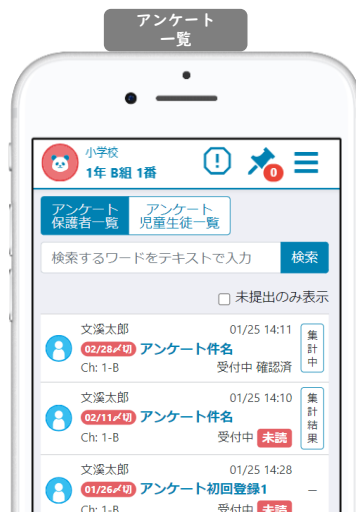 アンケート
一覧
小学校
1年 B組 1番
0
アンケート
保護者一覧
アンケート
児童生徒一覧
検索するワードをテキストで入力
検索
未提出のみ表示
文溪太郎 01/25 14:11
02/28〆切 アンケート件名
Ch: 1-B 受付中 確認済
集計中
文溪太郎 01/25 14:10
02/11〆切 アンケート件名
Ch: 1-B 受付中 未読
集計結果
文溪太郎 01/25 14:28
01/26〆切 アンケート初回登録1 –
Ch: 1-B 受付中 未読